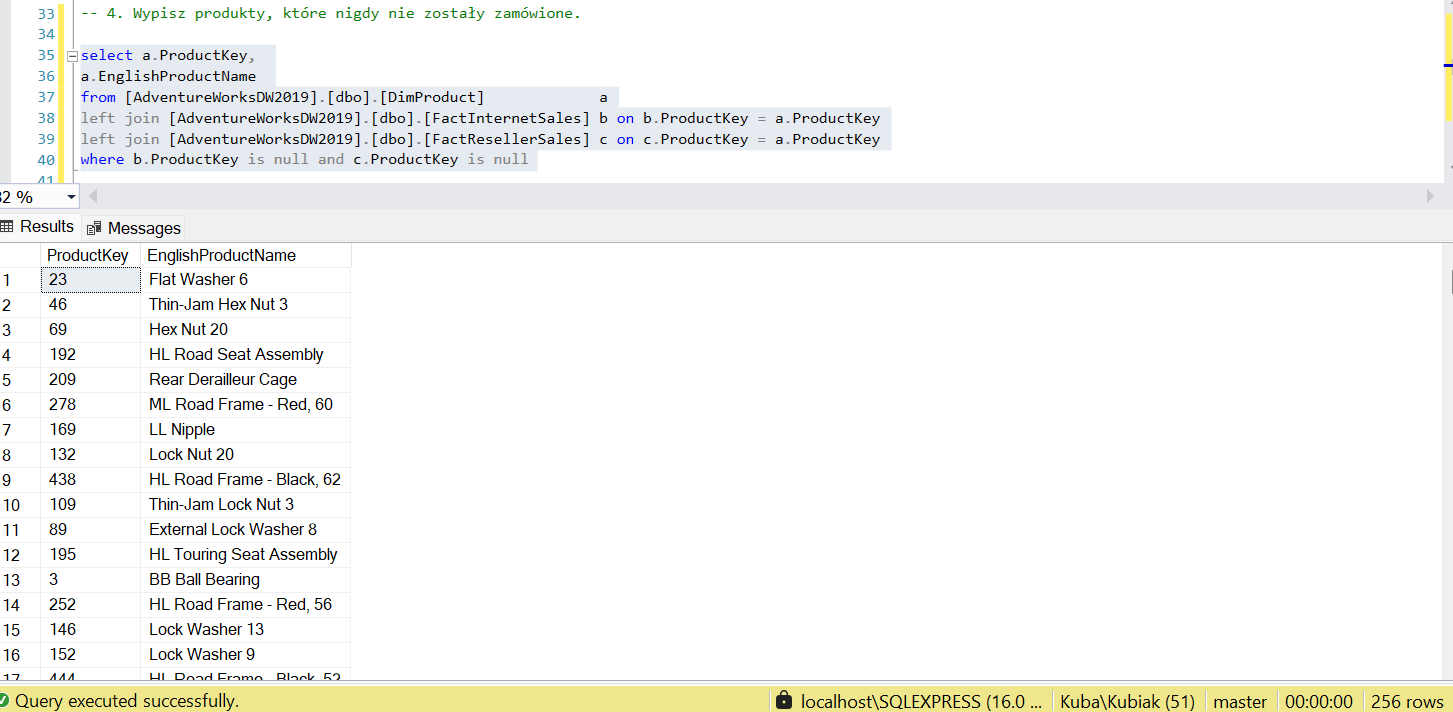 33 -- 4. Wypisz produkty, które nigdy nie zostały zamówione.
34
35 select a.ProductKey,
36 a.EnglishProductName
37 from [AdventureWorksDW2019].[dbo].[DimProduct] a
38 left join [AdventureWorksDW2019].[dbo].[FactInternetSales] b on b.ProductKey = a.ProductKey
39 left join [AdventureWorksDW2019].[dbo].[FactResellerSales] c on c.ProductKey = a.ProductKey
40 where b.ProductKey is null and c.ProductKey is null
41
32 %
Results Messages
ProductKey EnglishProductName
1 23 Flat Washer 6
2 46 Thin-Jam Hex Nut 3
3 69 Hex Nut 20
4 192 HL Road Seat Assembly
5 209 Rear Derailleur Cage
6 278 ML Road Frame - Red, 60
7 169 LL Nipple
8 132 Lock Nut 20
9 438 HL Road Frame - Black, 62
10 109 Thin-Jam Lock Nut 3
11 89 External Lock Washer 8
12 195 HL Touring Seat Assembly
13 3 BB Ball Bearing
14 252 HL Road Frame - Red, 56
15 146 Lock Washer 13
16 152 Lock Washer 9
17 444 HL Road Frame - Black, 52
Query executed successfully. localhost\SQLEXPRESS (16.0 ... Kuba\Kubiak (51) master 00:00:00 256 rows